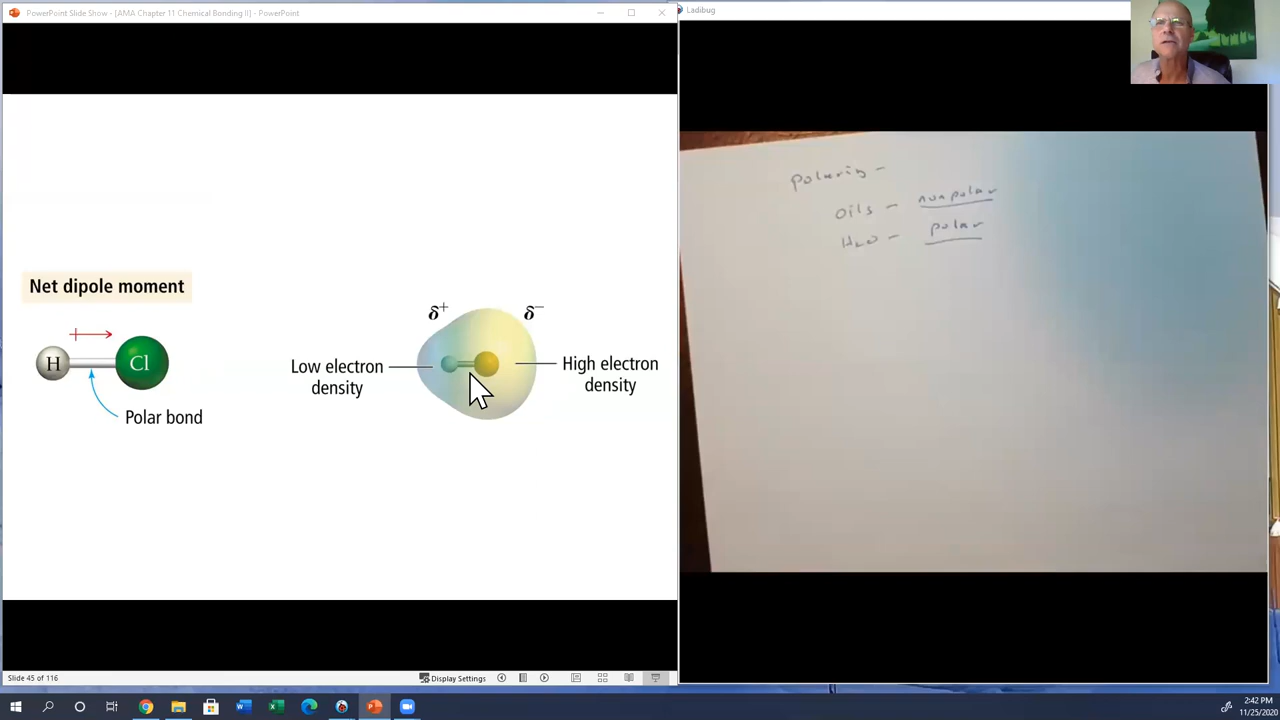 PowerPoint Slide Show - [AMA Chapter 11 Chemical Bonding II] - PowerPoint
Ladibug
Net dipole moment
H Cl
Polar bond
δ+ δ−
Low electron
density
High electron
density
polarity -
Oils - nonpolar
H2O - polar
Slide 45 of 116
Display Settings
2:42 PM
11/25/2020